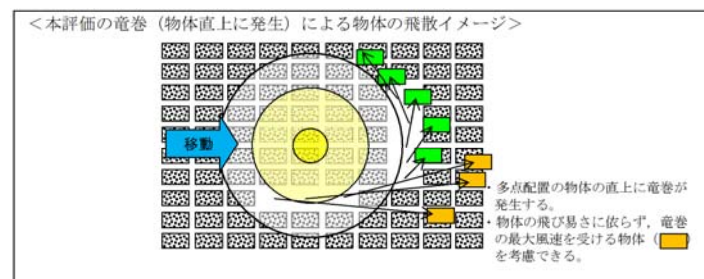 ＜本評価の竜巻（物体直上に発生）による物体の飛散イメージ＞
移動
・多点配置の物体の直上に竜巻が
発生する。
・物体の飛び易さに依らず，竜巻
の最大風速を受ける物体（　　）
を考慮できる。